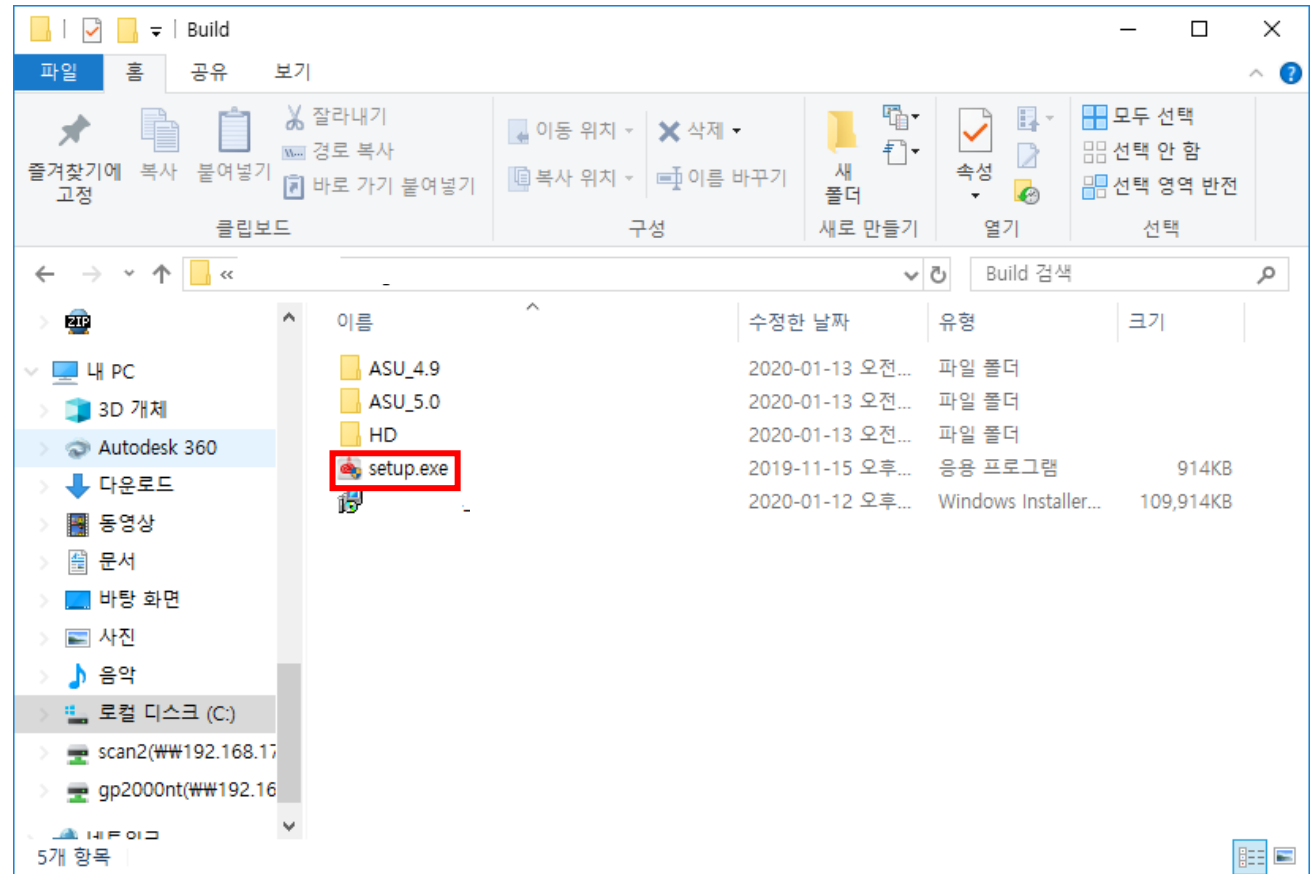 Build
파일 홈 공유 보기
즐겨찾기에 고정 복사 붙여넣기 잘라내기 경로 복사 바로 가기 붙여넣기
이동 위치 삭제 복사 위치 이름 바꾸기
새 폴더 속성
모두 선택
선택 안 함
선택 영역 반전
클립보드 구성 새로 만들기 열기 선택
« Build 검색
이름 수정한 날짜 유형 크기
ZIP
내 PC
3D 개체
Autodesk 360
다운로드
동영상
문서
바탕 화면
사진
음악
로컬 디스크 (C:)
scan2(₩₩192.168.17
gp2000nt(₩₩192.16
네트워크
ASU_4.9 2020-01-13 오전... 파일 폴더
ASU_5.0 2020-01-13 오전... 파일 폴더
HD 2020-01-13 오전... 파일 폴더
setup.exe 2019-11-15 오후... 응용 프로그램 914KB
2020-01-12 오후... Windows Installer... 109,914KB
5개 항목